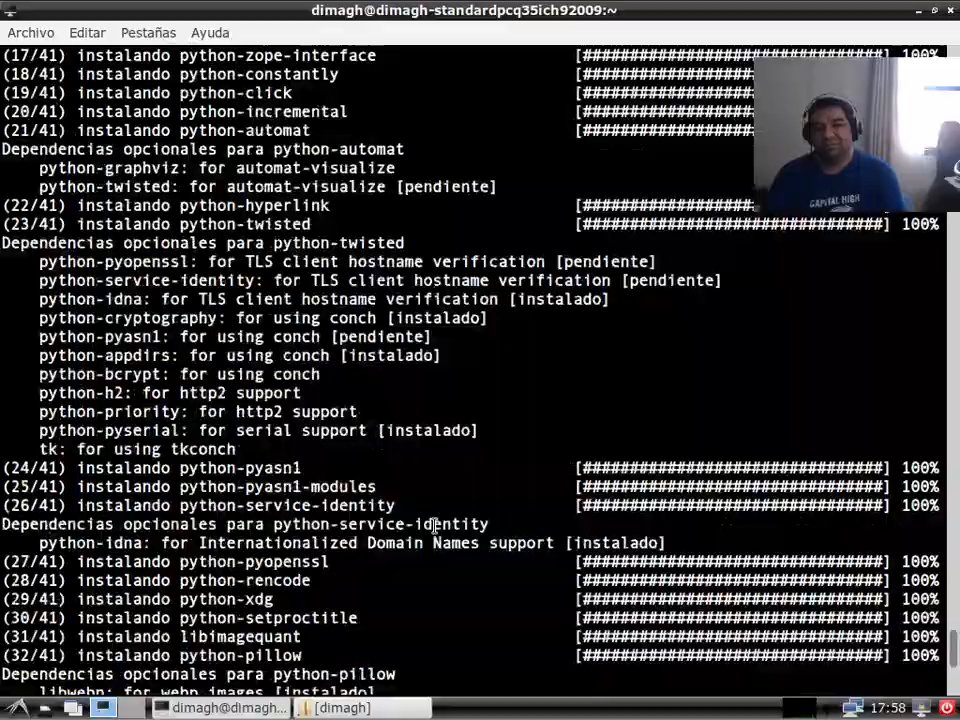 dimagh@dimagh-standardpcq35ich92009:~
Archivo Editar Pestañas Ayuda
(17/41) instalando python-zope-interface [################################] 100%
(18/41) instalando python-constantly [################################
(19/41) instalando python-click [################################
(20/41) instalando python-incremental [################################
(21/41) instalando python-automat [################################
Dependencias opcionales para python-automat
python-graphviz: for automat-visualize
python-twisted: for automat-visualize [pendiente]
(22/41) instalando python-hyperlink [################################
(23/41) instalando python-twisted [################################] 100%
Dependencias opcionales para python-twisted
python-pyopenssl: for TLS client hostname verification [pendiente]
python-service-identity: for TLS client hostname verification [pendiente]
python-idna: for TLS client hostname verification [instalado]
python-cryptography: for using conch [instalado]
python-pyasn1: for using conch [pendiente]
python-appdirs: for using conch [instalado]
python-bcrypt: for using conch
python-h2: for http2 support
python-priority: for http2 support
python-pyserial: for serial support [instalado]
tk: for using tkconch
(24/41) instalando python-pyasn1 [################################] 100%
(25/41) instalando python-pyasn1-modules [################################] 100%
(26/41) instalando python-service-identity [################################] 100%
Dependencias opcionales para python-service-identity
python-idna: for Internationalized Domain Names support [instalado]
(27/41) instalando python-pyopenssl [################################] 100%
(28/41) instalando python-rencode [################################] 100%
(29/41) instalando python-xdg [################################] 100%
(30/41) instalando python-setproctitle [################################] 100%
(31/41) instalando libimagequant [################################] 100%
(32/41) instalando python-pillow [################################] 100%
Dependencias opcionales para python-pillow
libwebp: for webp images [instalado]
CAPITAL HIGH
dimagh@dimagh-standardpc... [dimagh] 17:58